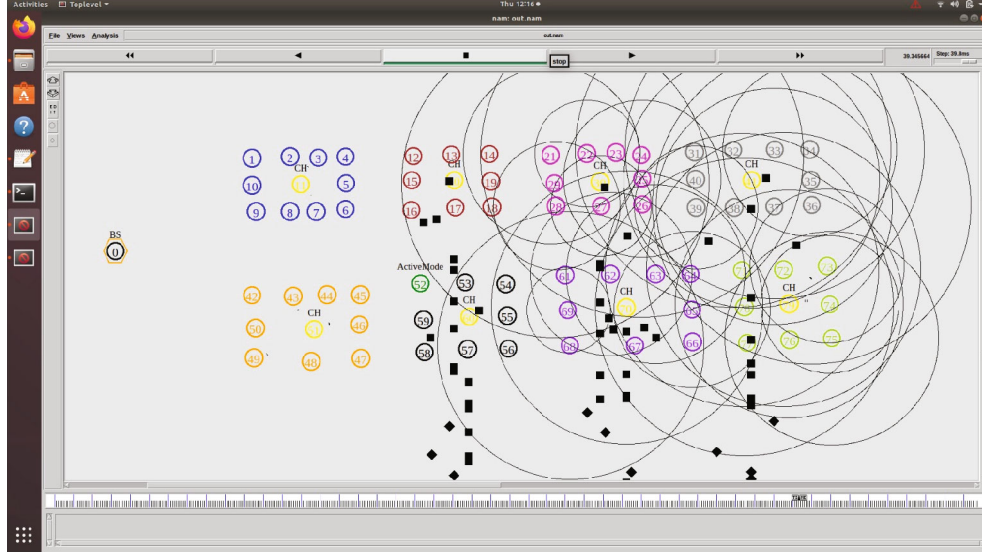 Activities Toplevel Thu 12:16
nam: out.nam
File Views Analysis out.nam
stop 39.345664 Step: 39.8ms
1 2 3 4 12 13 14 21 22 23 24 31 32 33 34
CH CH CH CH
10 5 15 19 29 25 40 35
9 8 7 6 16 17 18 28 27 26 39 38 37 36
BS
0
ActiveMode
52 53 54 61 62 63 64 72 73
42 43 44 45
CH CH CH CH
50 46 59 55 69 65 74
49 48 47 58 57 56 68 67 66 76 75
TIME